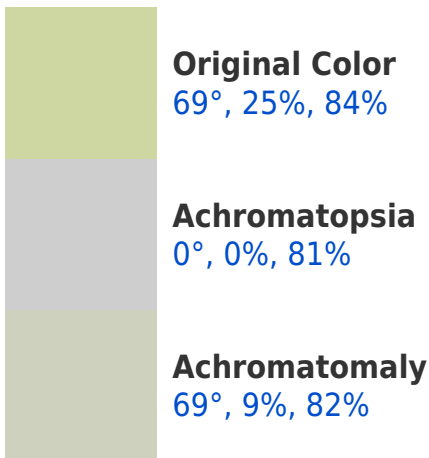 Original Color
69°, 25%, 84%
Achromatopsia
0°, 0%, 81%
Achromatomaly
69°, 9%, 82%